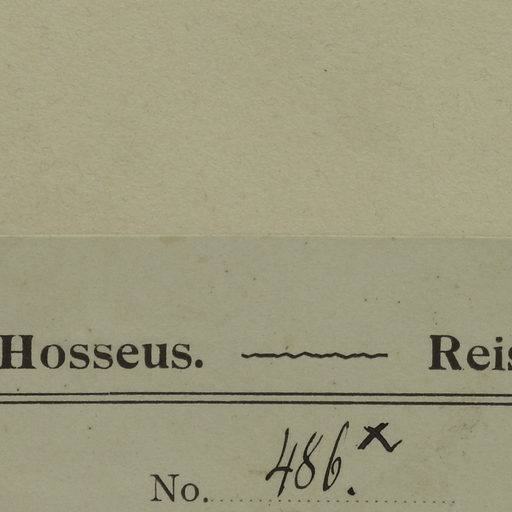 Hosseus. Reis
No. 486. x